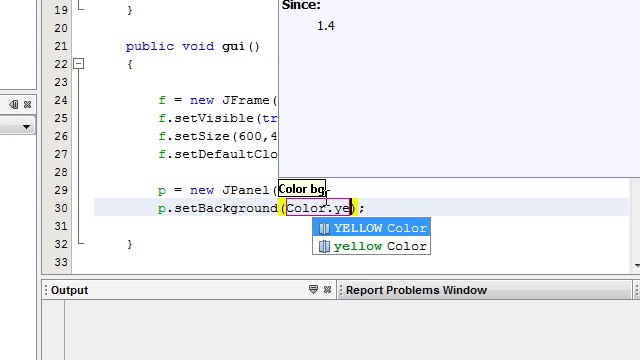 Since:
1.4
19 }
20
21 public void gui()
22 {
23
24 f = new JFrame(
25 f.setVisible(tr
26 f.setSize(600,4
27 f.setDefaultClo
28
29 p = new JPanel(
Color bg
30 p.setBackground(Color.ye);
31
YELLOW Color
32 }
yellow Color
33
Output
Report Problems Window